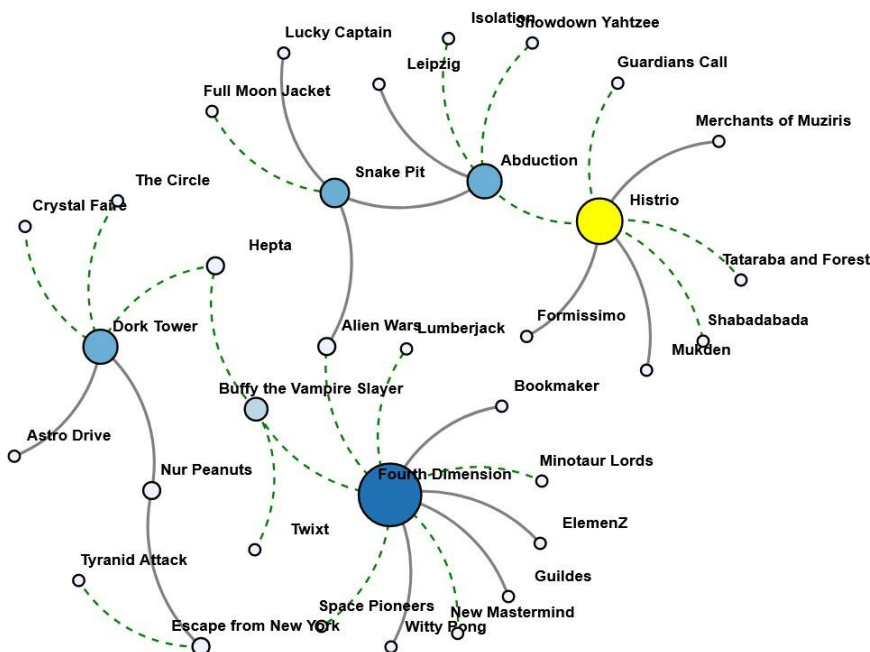 Isolation
Showdown Yahtzee
Lucky Captain
Leipzig
Guardians Call
Full Moon Jacket
Merchants of Muziris
Abduction
Snake Pit
The Circle
Histrio
Crystal Faire
Hepta
Tataraba and Forest
Formissimo
Shabadabada
Dork Tower
Alien Wars
Lumberjack
Mukden
Buffy the Vampire Slayer
Bookmaker
Astro Drive
Minotaur Lords
Nur Peanuts
Fourth Dimension
ElemenZ
Twixt
Tyranid Attack
Guildes
Space Pioneers
New Mastermind
Escape from New York
Witty Pong